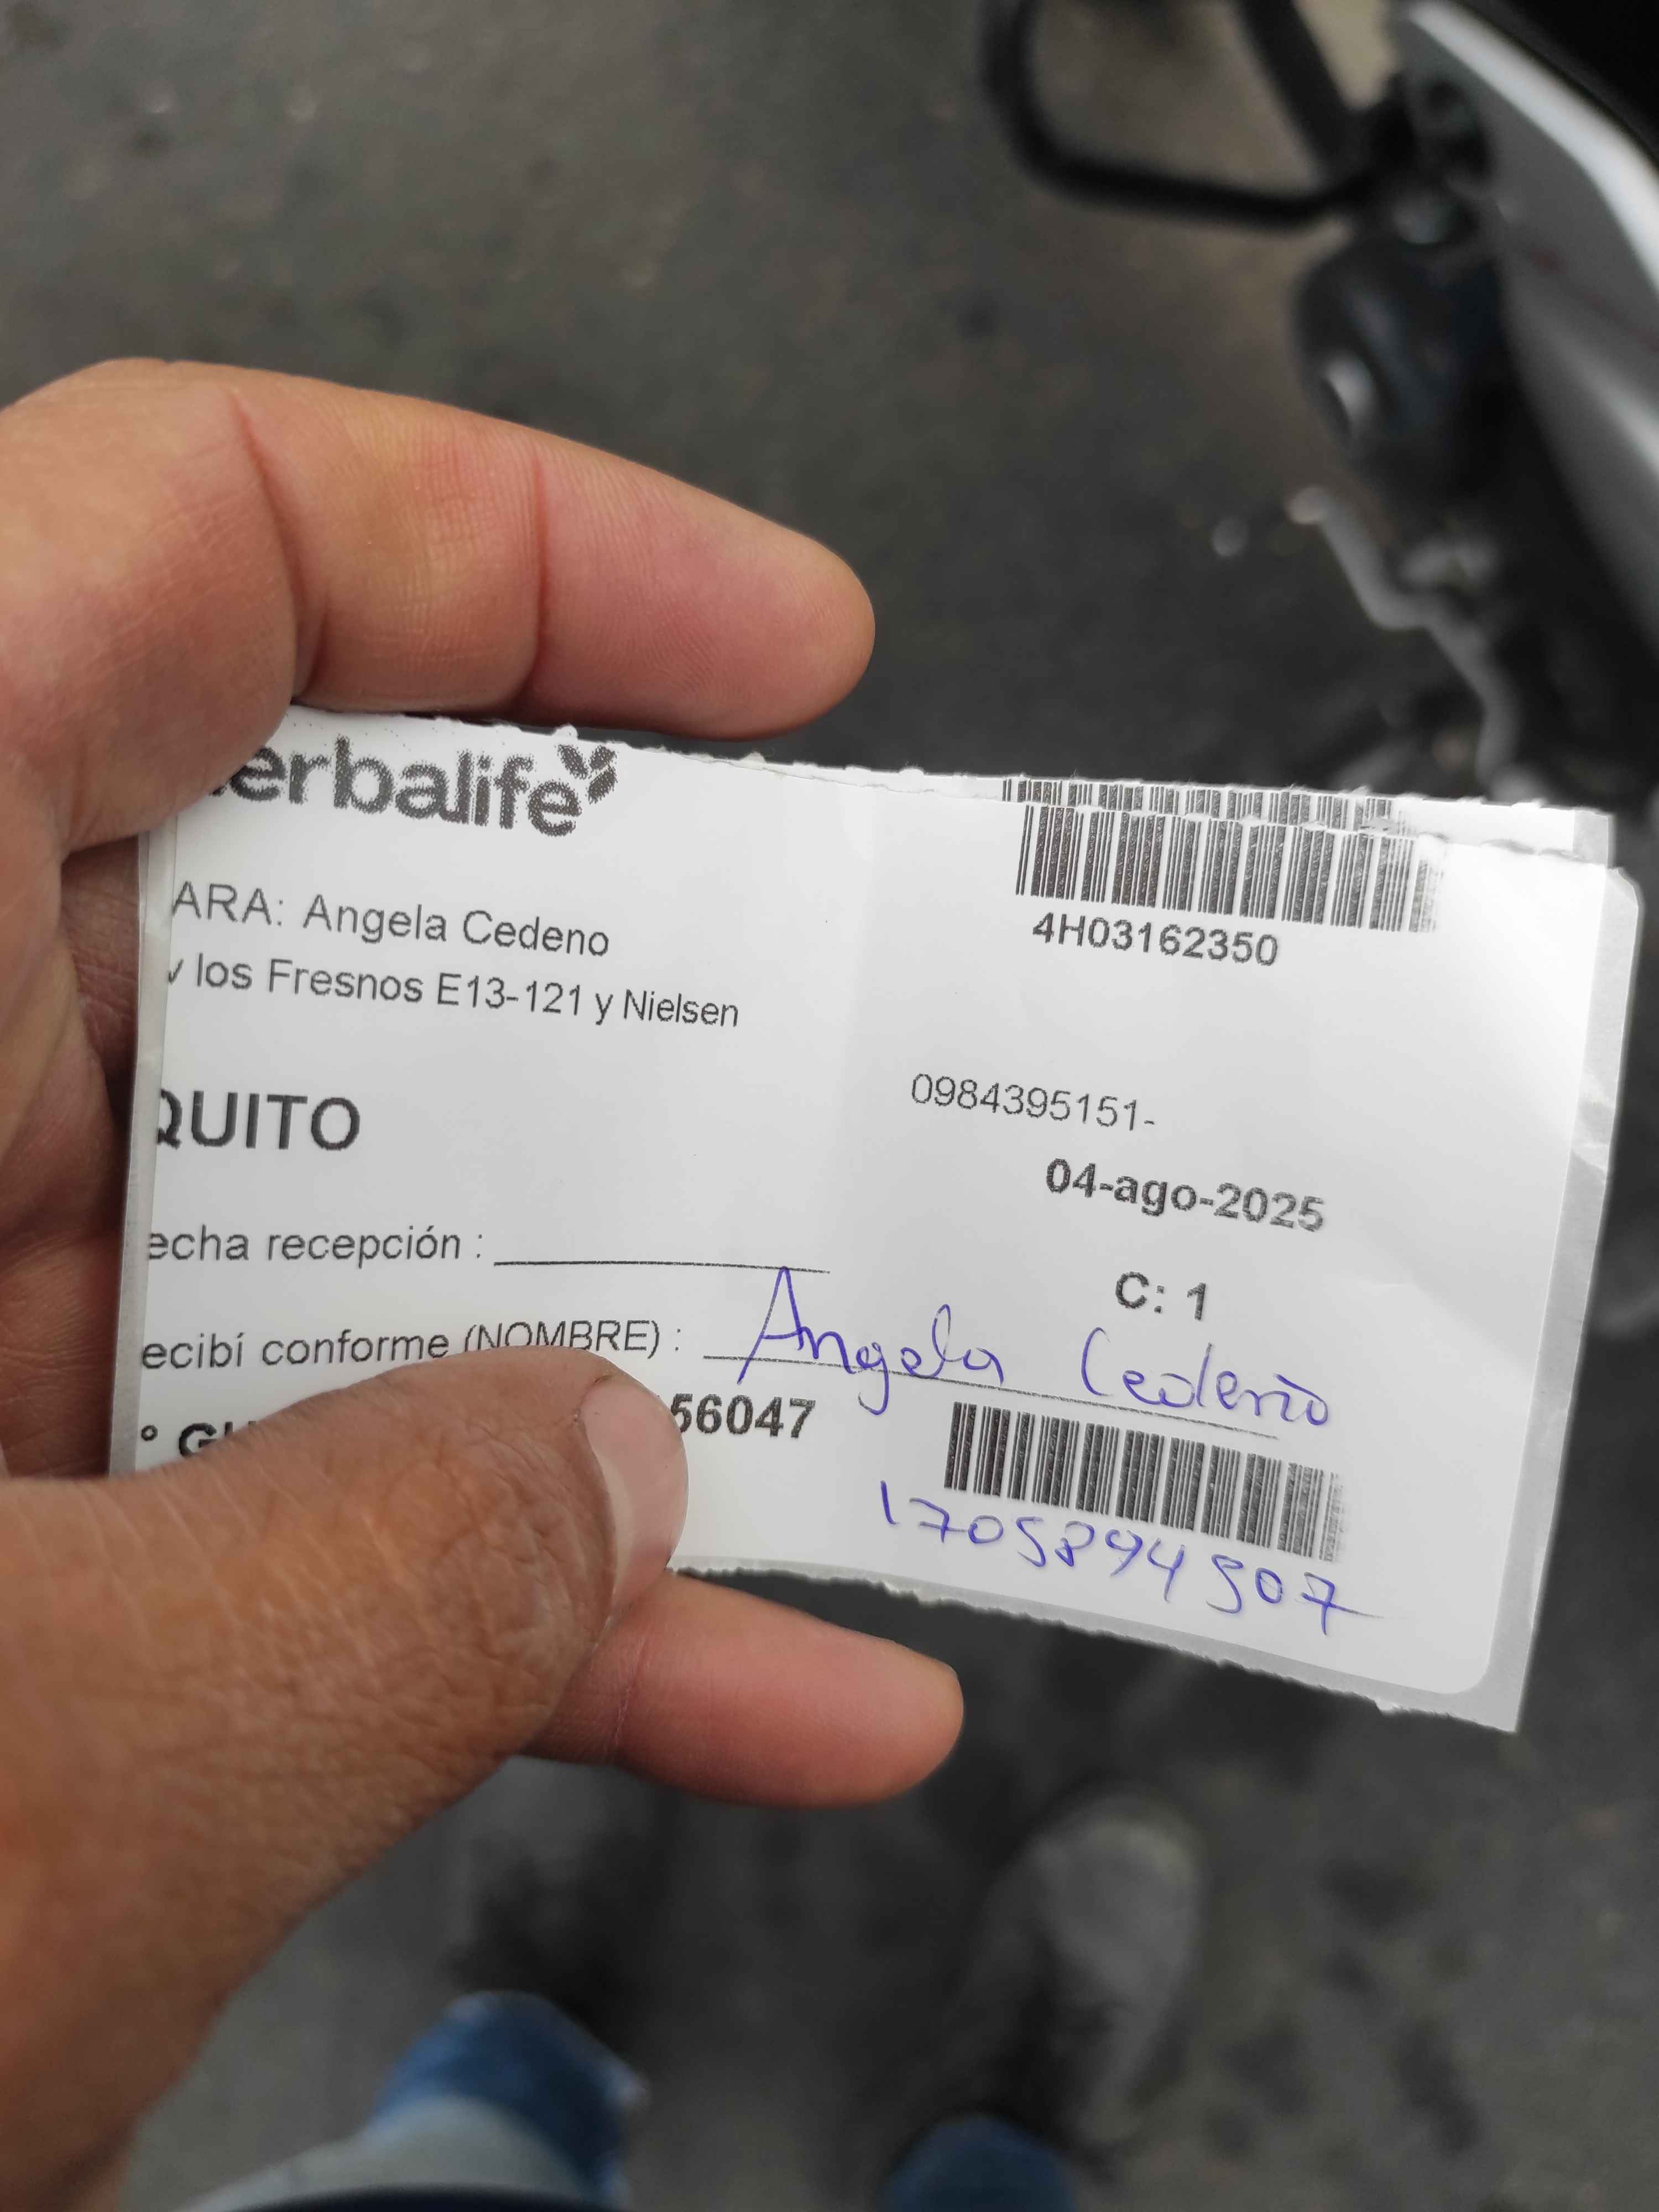 erbalife
4H03162350
ARA: Angela Cedeno
v los Fresnos E13-121 y Nielsen
0984395151-
QUITO
04-ago-2025
echa recepción :
C: 1
ecibí conforme (NOMBRE) : Angela Cedeño
56047
1705894507